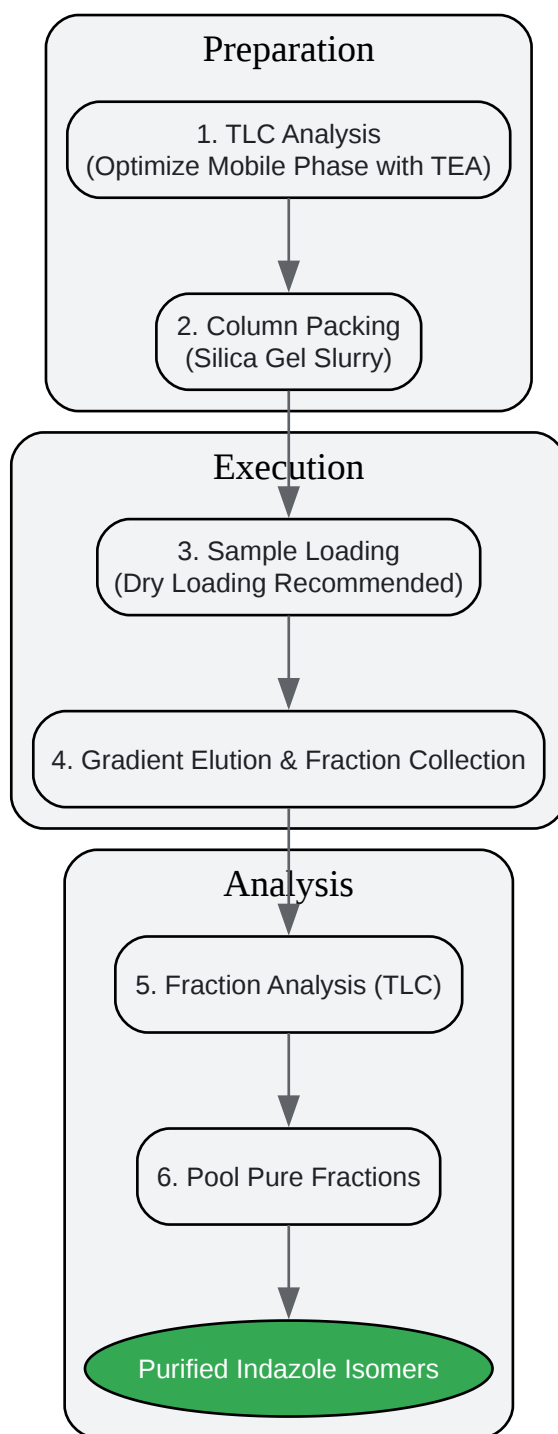 Preparation
1. TLC Analysis
(Optimize Mobile Phase with TEA)
2. Column Packing
(Silica Gel Slurry)
Execution
3. Sample Loading
(Dry Loading Recommended)
4. Gradient Elution & Fraction Collection
Analysis
5. Fraction Analysis (TLC)
6. Pool Pure Fractions
Purified Indazole Isomers